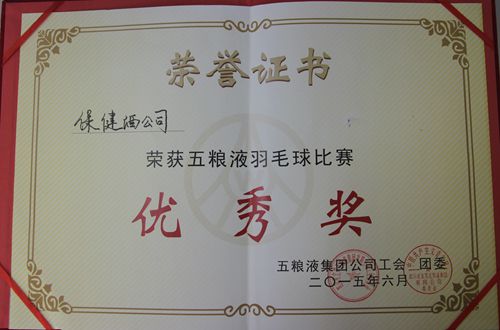 荣誉证书
保健酒公司
荣获五粮液羽毛球比赛
优秀奖
五粮液集团公司工会 团委
二〇一五年六月